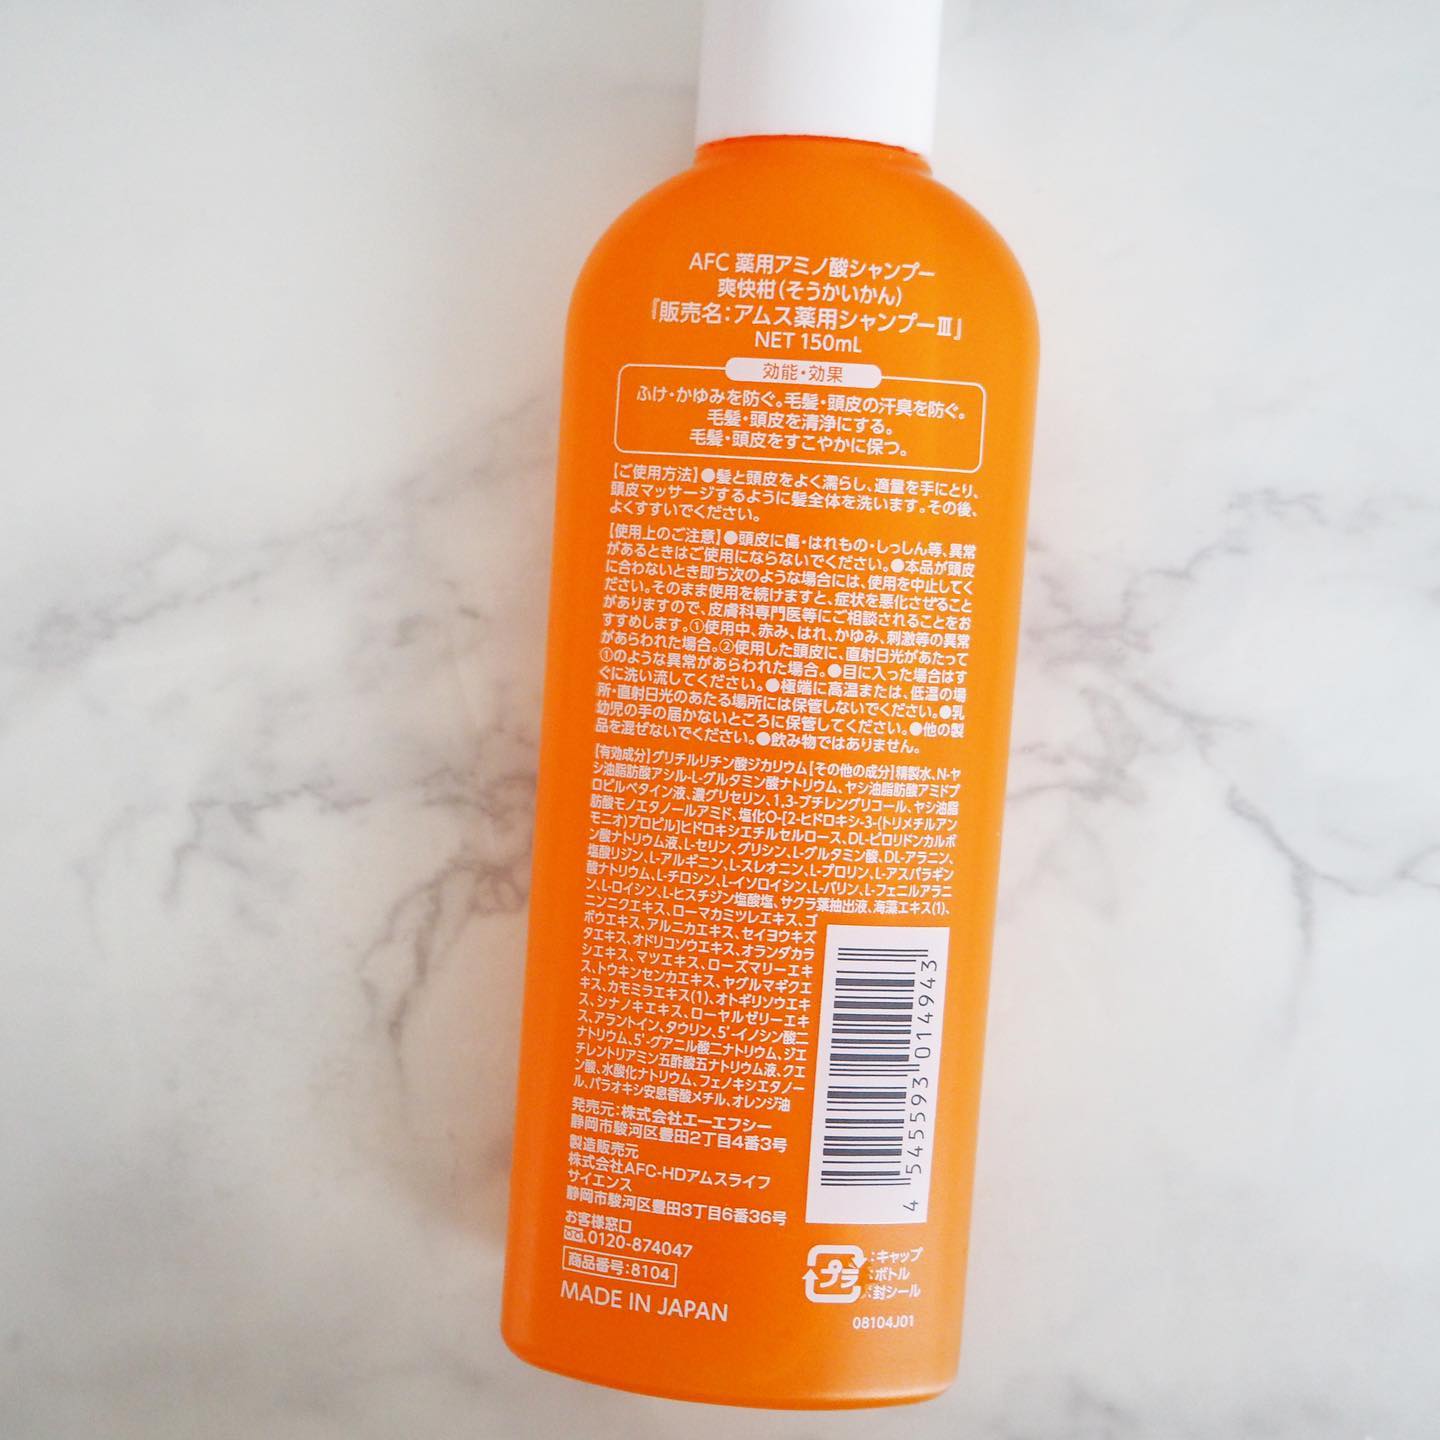 AFC 薬用アミノ酸シャンプー
爽快柑(そうかいかん)
『販売名:アムス薬用シャンプーⅢ』
NET 150mL
効能・効果
ふけ・かゆみを防ぐ。毛髪・頭皮の汗臭を防ぐ。
毛髪・頭皮を清浄にする。
毛髪・頭皮をすこやかに保つ。
【ご使用方法】●髪と頭皮をよく濡らし、適量を手にとり、
頭皮マッサージするように髪全体を洗います。その後、
よくすすいでください。
【使用上のご注意】●頭皮に傷・はれもの・しっしん等、異常
があるときはご使用にならないでください。●本品が頭皮
に合わないとき即ち次のような場合には、使用を中止してく
ださい。そのまま使用を続けますと、症状を悪化させること
がありますので、皮膚科専門医等にご相談されることをお
すすめします。①使用中、赤み、はれ、かゆみ、刺激等の異常
があらわれた場合。②使用した頭皮に、直射日光があたって
①のような異常があらわれた場合。●目に入った場合はす
ぐに洗い流してください。●極端に高温または、低温の場
所・直射日光のあたる場所には保管しないでください。●乳
幼児の手の届かないところに保管してください。●他の製
品を混ぜないでください。●飲み物ではありません。
【有効成分】グリチルリチン酸ジカリウム【その他の成分】精製水、N-ヤ
シ油脂肪酸アシル-L-グルタミン酸ナトリウム、ヤシ油脂肪酸アミドプ
ロピルベタイン液、濃グリセリン、1,3-ブチレングリコール、ヤシ油脂
肪酸モノエタノールアミド、塩化O-[2-ヒドロキシ-3-(トリメチルアン
モニオ)プロピル]ヒドロキシエチルセルロース、DL-ピロリドンカルボ
ン酸ナトリウム液、L-セリン、グリシン、L-グルタミン酸、DL-アラニン、
塩酸リジン、L-アルギニン、L-スレオニン、L-プロリン、L-アスパラギン
酸ナトリウム、L-チロシン、L-イソロイシン、L-バリン、L-フェニルアラニ
ン、L-ロイシン、L-ヒスチジン塩酸塩、サクラ葉抽出液、海藻エキス(1)、
ニンニクエキス、ローマカミツレエキス、ゴ
ボウエキス、アルニカエキス、セイヨウキズ
タエキス、オドリコソウエキス、オランダカラ
シエキス、マツエキス、ローズマリーエキ
ス、トウキンセンカエキス、ヤグルマギクエ
キス、カモミラエキス(1)、オトギリソウエキ
ス、シナノキエキス、ローヤルゼリーエキ
ス、アラントイン、タウリン、5'-イノシン酸二
ナトリウム、5'-グアニル酸二ナトリウム、ジエ
チレントリアミン五酢酸五ナトリウム液、クエ
ン酸、水酸化ナトリウム、フェノキシエタノー
ル、パラオキシ安息香酸メチル、オレンジ油
発売元:株式会社エーエフシー
静岡市駿河区豊田2丁目4番3号
製造販売元
株式会社AFC-HDアムスライフ
サイエンス
静岡市駿河区豊田3丁目6番36号
お客様窓口
0120-874047
商品番号:8104
MADE IN JAPAN
4 545593 014943
プラ
:キャップ
:ボトル
:封シール
08104J01